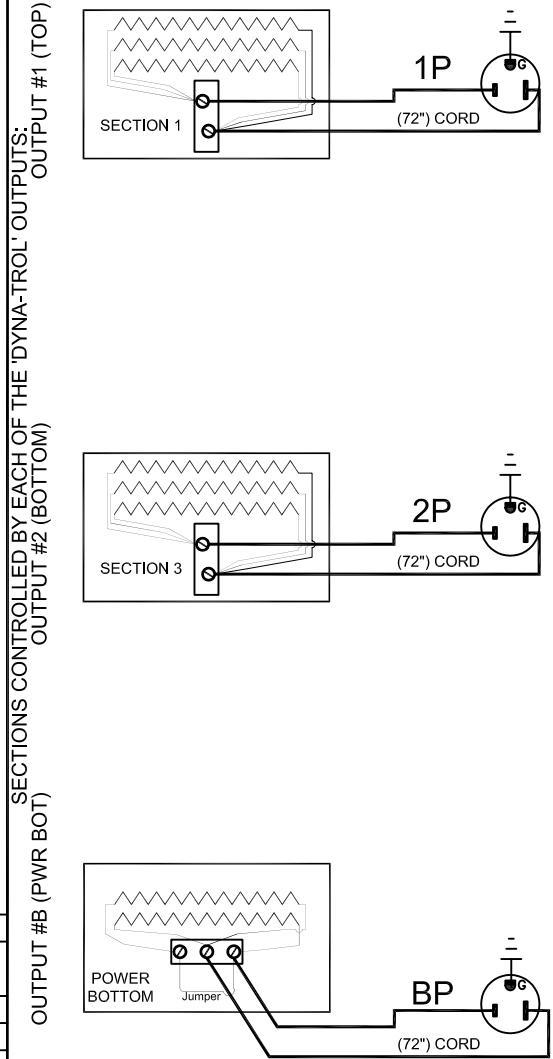 SECTIONS CONTROLLED BY EACH OF THE 'DYNA-TROL' OUTPUTS:
OUTPUT #1 (TOP)
SECTION 1
1P
(72") CORD
G
OUTPUT #2 (BOTTOM)
SECTION 3
2P
(72") CORD
G
OUTPUT #B (PWR BOT)
POWER
BOTTOM
Jumper
BP
(72") CORD
G